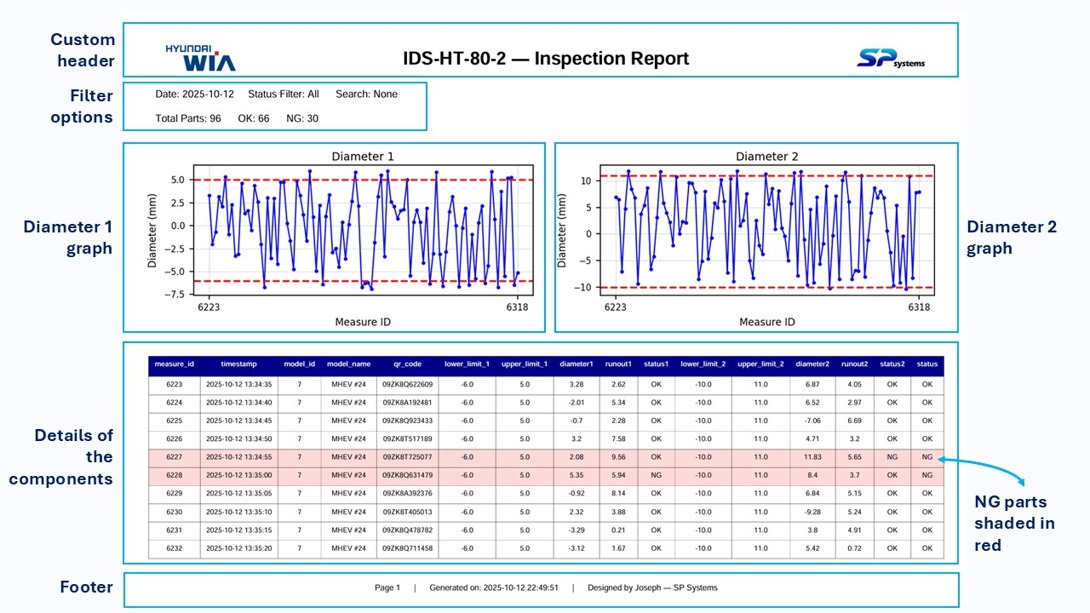 Custom
header
HYUNDAI
WIA
IDS-HT-80-2 — Inspection Report
SP systems
Filter
options
Date: 2025-10-12 Status Filter: All Search: None
Total Parts: 96 OK: 66 NG: 30
Diameter 1
graph
Diameter 1
Diameter (mm)
5.0
2.5
0.0
−2.5
−5.0
−7.5
6223 6318
Measure ID
Diameter 2
Diameter (mm)
10
5
0
−5
−10
6223 6318
Measure ID
Diameter 2
graph
Details of
the
components
measure_id timestamp model_id model_name qr_code lower_limit_1 upper_limit_1 diameter1 runout1 status1 lower_limit_2 upper_limit_2 diameter2 runout2 status2 status
6223 2025-10-12 13:34:35 7 MHEV #24 09ZK8Q622609 -6.0 5.0 3.28 2.62 OK -10.0 11.0 6.87 4.05 OK OK
6224 2025-10-12 13:34:40 7 MHEV #24 09ZK8A192481 -6.0 5.0 -2.01 5.34 OK -10.0 11.0 6.52 2.97 OK OK
6225 2025-10-12 13:34:45 7 MHEV #24 09ZK8Q923433 -6.0 5.0 -0.7 2.28 OK -10.0 11.0 -7.06 6.69 OK OK
6226 2025-10-12 13:34:50 7 MHEV #24 09ZK8T517189 -6.0 5.0 3.2 7.58 OK -10.0 11.0 4.71 3.2 OK OK
6227 2025-10-12 13:34:55 7 MHEV #24 09ZK8T725077 -6.0 5.0 2.08 9.56 OK -10.0 11.0 11.83 5.65 NG NG
6228 2025-10-12 13:35:00 7 MHEV #24 09ZK8Q631479 -6.0 5.0 5.35 5.94 NG -10.0 11.0 8.4 3.7 OK NG
6229 2025-10-12 13:35:05 7 MHEV #24 09ZK8A392376 -6.0 5.0 -0.92 8.14 OK -10.0 11.0 6.84 5.15 OK OK
6230 2025-10-12 13:35:10 7 MHEV #24 09ZK8T405013 -6.0 5.0 2.32 3.88 OK -10.0 11.0 -9.28 5.24 OK OK
6231 2025-10-12 13:35:15 7 MHEV #24 09ZK8Q478782 -6.0 5.0 -3.29 0.21 OK -10.0 11.0 3.8 4.91 OK OK
6232 2025-10-12 13:35:20 7 MHEV #24 09ZK8Q711458 -6.0 5.0 -3.12 1.67 OK -10.0 11.0 5.42 0.72 OK OK
NG parts
shaded in
red
Footer
Page 1 | Generated on: 2025-10-12 22:49:51 | Designed by Joseph — SP Systems